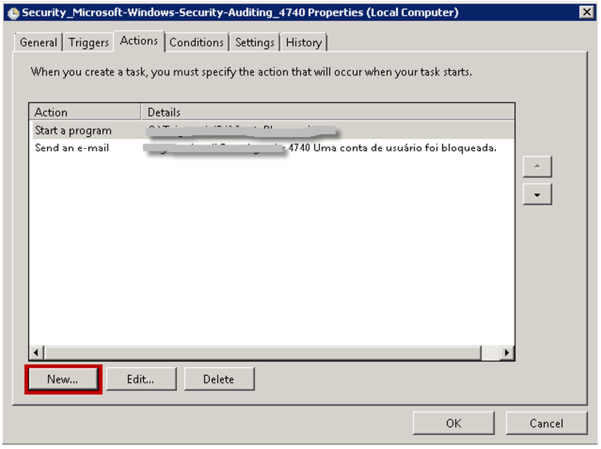 Security_Microsoft-Windows-Security-Auditing_4740 Properties (Local Computer)
General Triggers Actions Conditions Settings History
When you create a task, you must specify the action that will occur when your task starts.
Action Details
Start a program
Send an e-mail 4740 Uma conta de usuário foi bloqueada.
New... Edit... Delete
OK Cancel